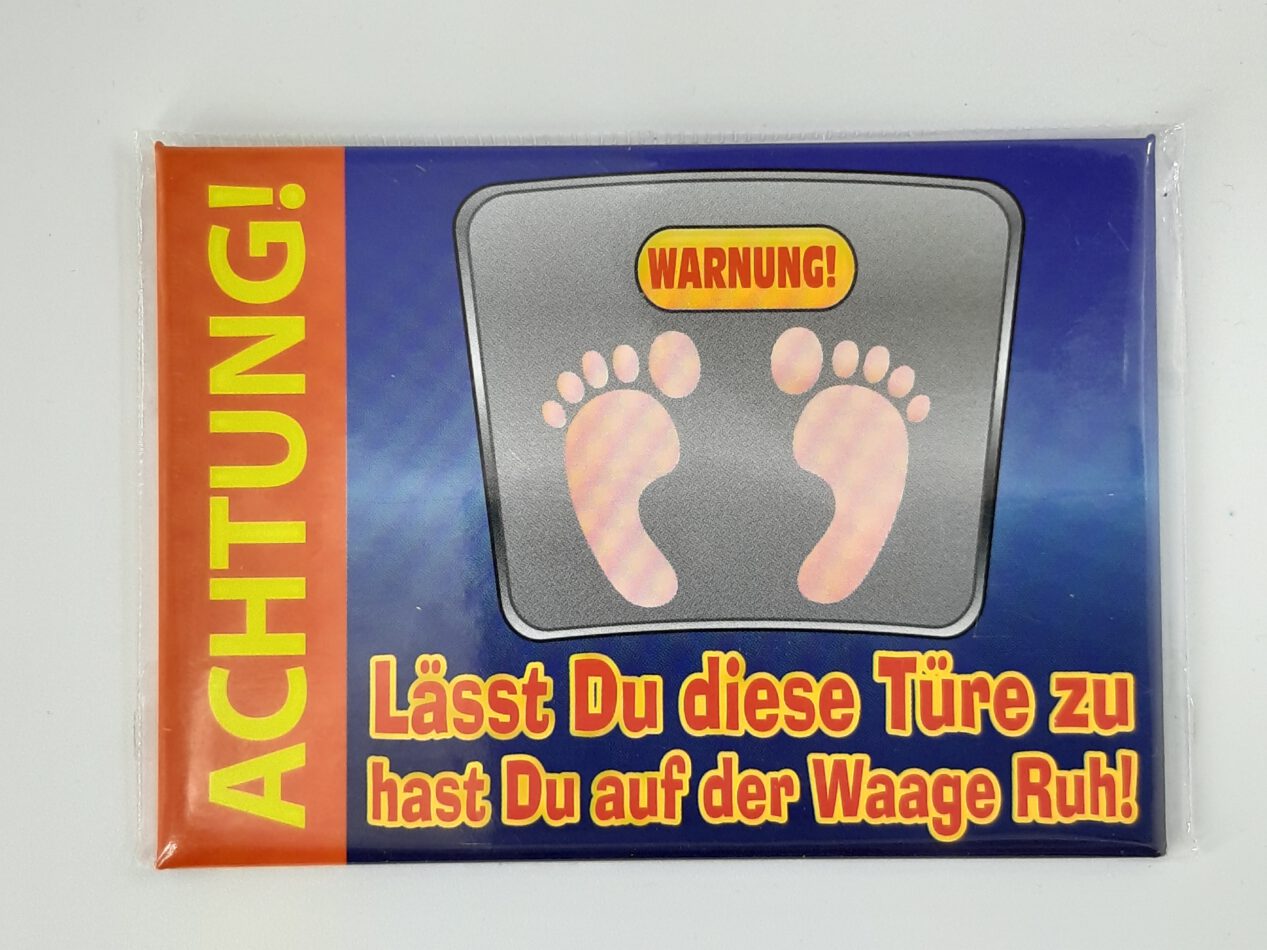 ACHTUNG!
WARNUNG!
Lässt Du diese Türe zu
hast Du auf der Waage Ruh!